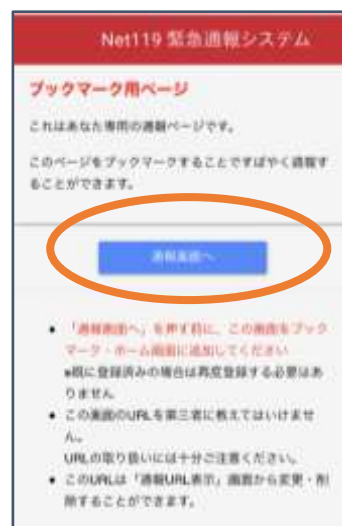 Net119 緊急通報システム
ブックマーク用ページ
これはあなた専用の通報ページです。
このページをブックマークすることですばやく通報す
ることができます。
通報画面へ
• 「通報画面へ」を押す前に、この画面をブック
マーク・ホーム画面に追加してください
※既に登録済みの場合は再度登録する必要はあ
りません
• この画面のURLを第三者に教えてはいけませ
ん。
URLの取り扱いには十分ご注意ください。
• このURLは「通報URL表示」画面から変更・削
除することができます。